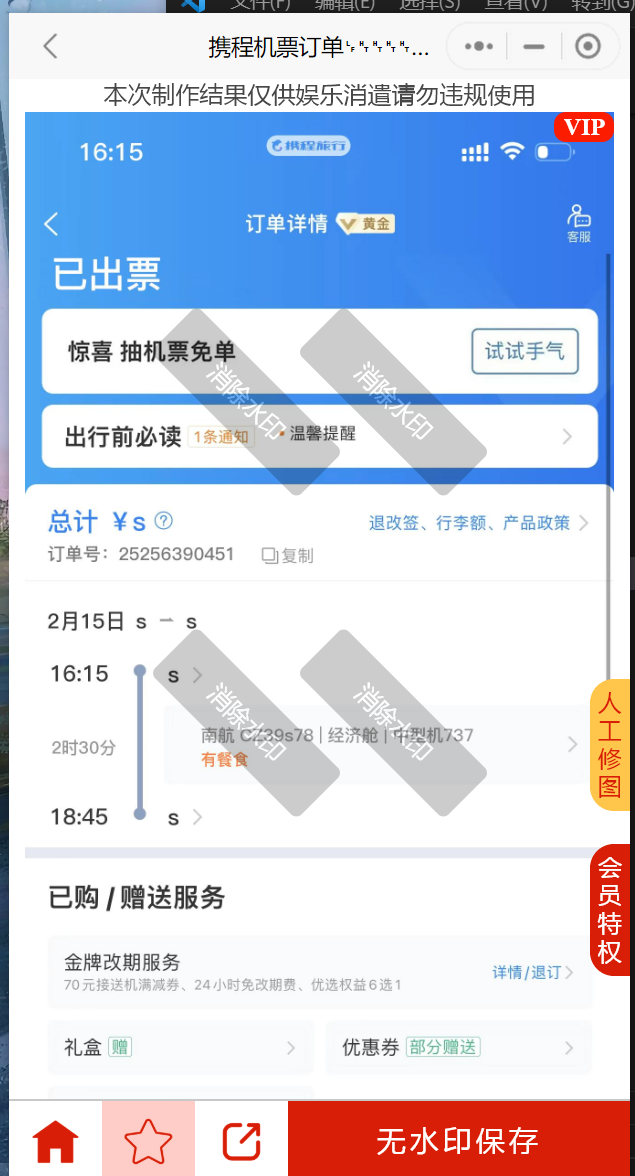 文件(F) 编辑(E) 选择(S) 查看(V) 转到(G)
携程机票订单...
本次制作结果仅供娱乐消遣请勿违规使用
VIP
16:15 携程旅行
订单详情 黄金
客服
已出票
惊喜 抽机票免单 试试手气
出行前必读 1条通知 • 温馨提醒
消除水印 消除水印
总计 ¥s ? 退改签、行李额、产品政策
订单号：25256390451 复制
2月15日 s — s
16:15 s
2时30分 南航 CZ39s78 | 经济舱 | 中型机737
有餐食
消除水印 消除水印
18:45 s
人工修图
会员特权
已购 / 赠送服务
金牌改期服务 详情/退订
70元接送机满减券、24小时免改期费、优选权益6选1
礼盒 赠 优惠券 部分赠送
无水印保存